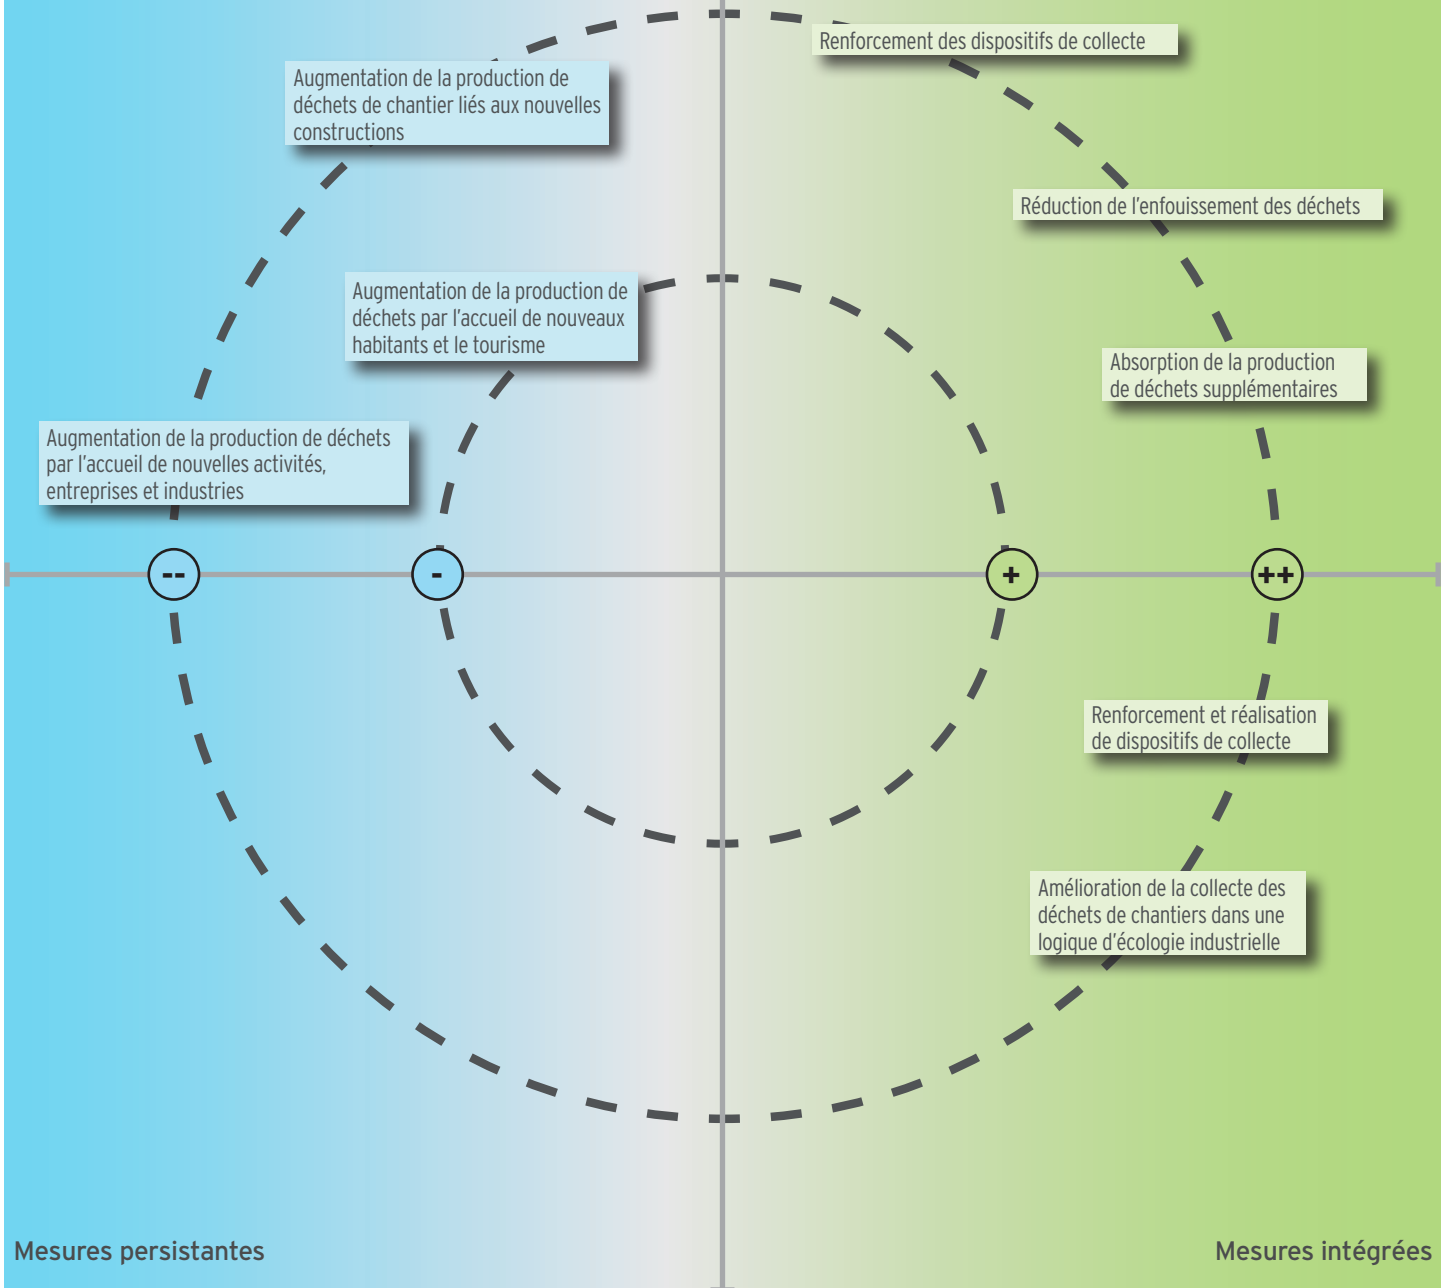 Renforcement des dispositifs de collecte
Augmentation de la production de
déchets de chantier liés aux nouvelles
constructions
Réduction de l'enfouissement des déchets
Augmentation de la production de
déchets par l'accueil de nouveaux
habitants et le tourisme
Absorption de la production
de déchets supplémentaires
Augmentation de la production de déchets
par l'accueil de nouvelles activités,
entreprises et industries
-- - + ++
Renforcement et réalisation
de dispositifs de collecte
Amélioration de la collecte des
déchets de chantiers dans une
logique d'écologie industrielle
Mesures persistantes
Mesures intégrées